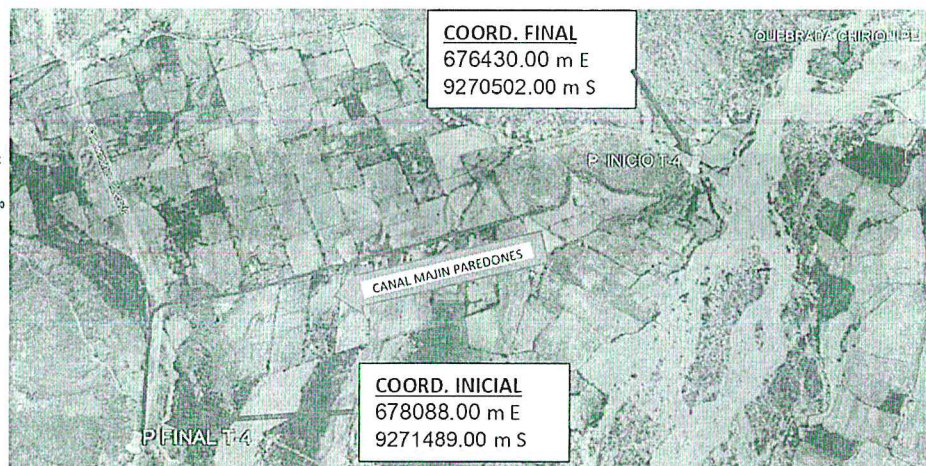 COORD. FINAL
676430.00 m E
9270502.00 m S
QUEBRADA CHIRIQUIPE
P INICIO T-4
CANAL MAJIN PAREDONES
COORD. INICIAL
678088.00 m E
9271489.00 m S
P FINAL T-4